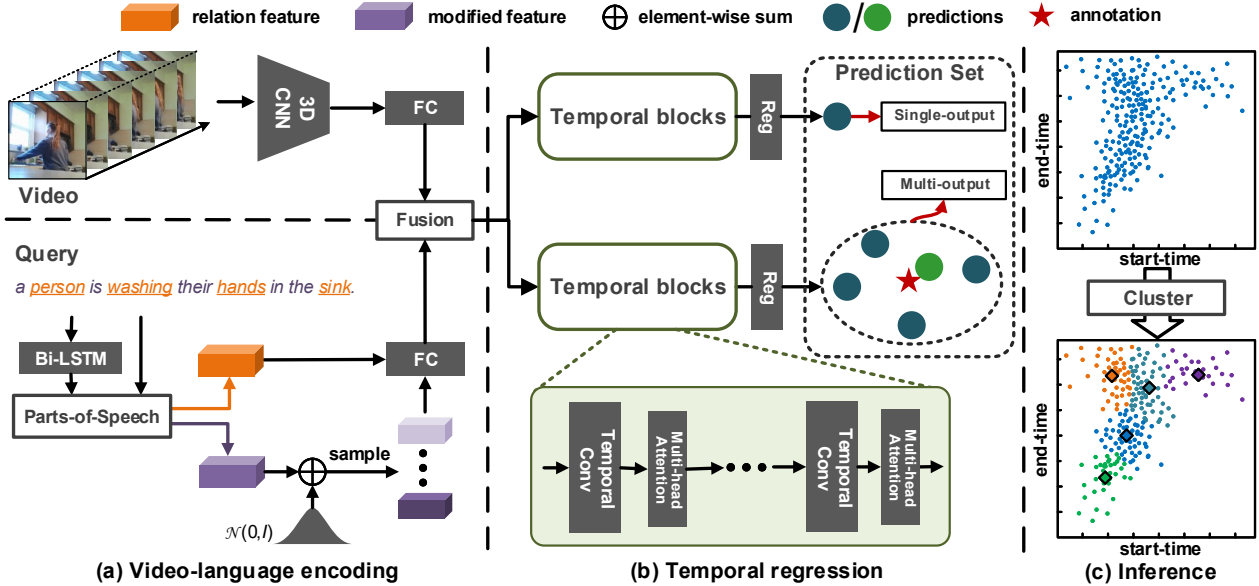 relation feature
modified feature
element-wise sum
/
predictions
annotation
Video
3D CNN
FC
Fusion
Query
a person is washing their hands in the sink.
Bi-LSTM
Parts-of-Speech
FC
sample
𝒩(0,I)
(a) Video-language encoding
Temporal blocks
Reg
Prediction Set
Single-output
Multi-output
Temporal blocks
Reg
Temporal Conv
Multi-head Attention
Temporal Conv
Multi-head Attention
(b) Temporal regression
end-time
start-time
Cluster
end-time
start-time
(c) Inference